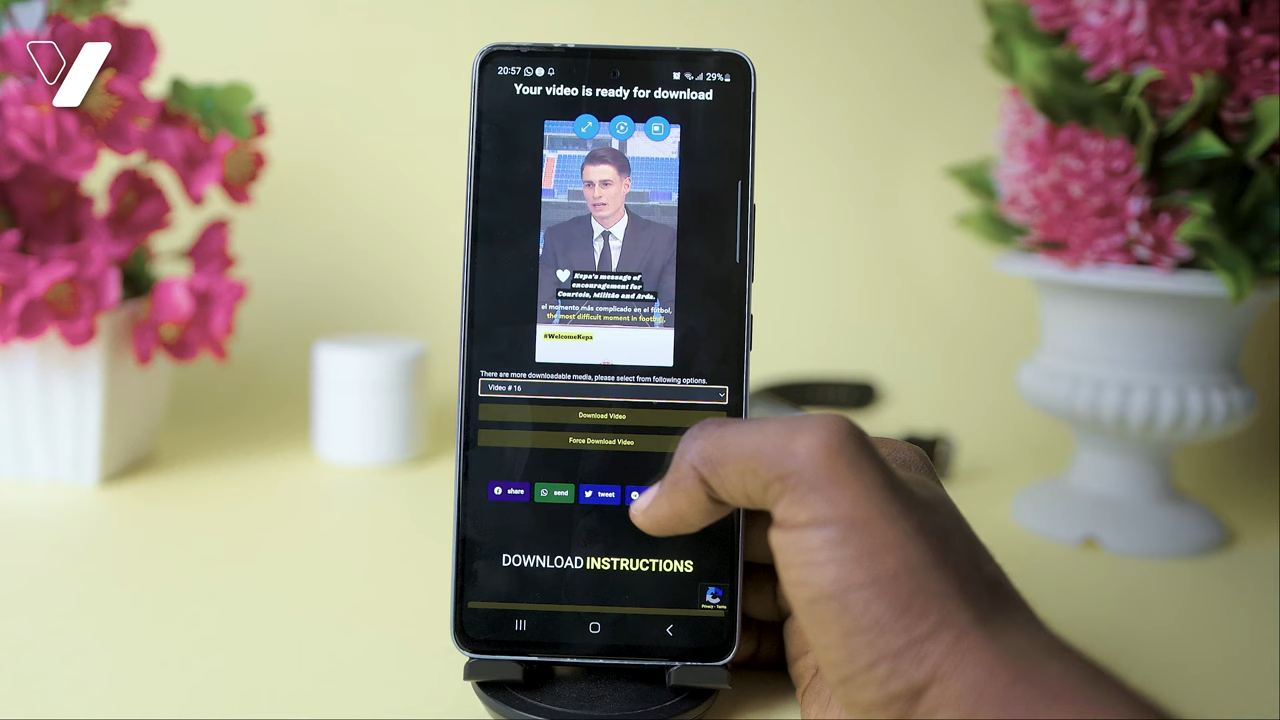 20:57
29%
Your video is ready for download
Kepa's message of
encouragement for
Courtois, Militão and Arda.
el momento más complicado en el fútbol,
the most difficult moment in football.
#WelcomeKepa
There are more downloadable media, please select from following options.
Video # 16
Download Video
Force Download Video
share
send
tweet
DOWNLOAD INSTRUCTIONS
Privacy - Terms